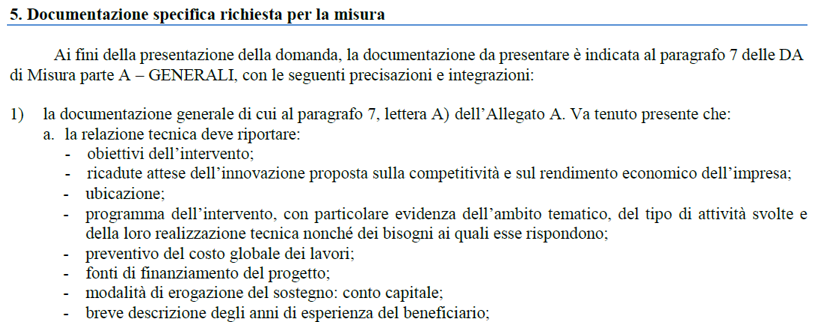 5. Documentazione specifica richiesta per la misura
Ai fini della presentazione della domanda, la documentazione da presentare è indicata al paragrafo 7 delle DA
di Misura parte A – GENERALI, con le seguenti precisazioni e integrazioni:
1) la documentazione generale di cui al paragrafo 7, lettera A) dell'Allegato A. Va tenuto presente che:
a. la relazione tecnica deve riportare:
- obiettivi dell'intervento;
- ricadute attese dell'innovazione proposta sulla competitività e sul rendimento economico dell'impresa;
- ubicazione;
- programma dell'intervento, con particolare evidenza dell'ambito tematico, del tipo di attività svolte e
della loro realizzazione tecnica nonché dei bisogni ai quali esse rispondono;
- preventivo del costo globale dei lavori;
- fonti di finanziamento del progetto;
- modalità di erogazione del sostegno: conto capitale;
- breve descrizione degli anni di esperienza del beneficiario;